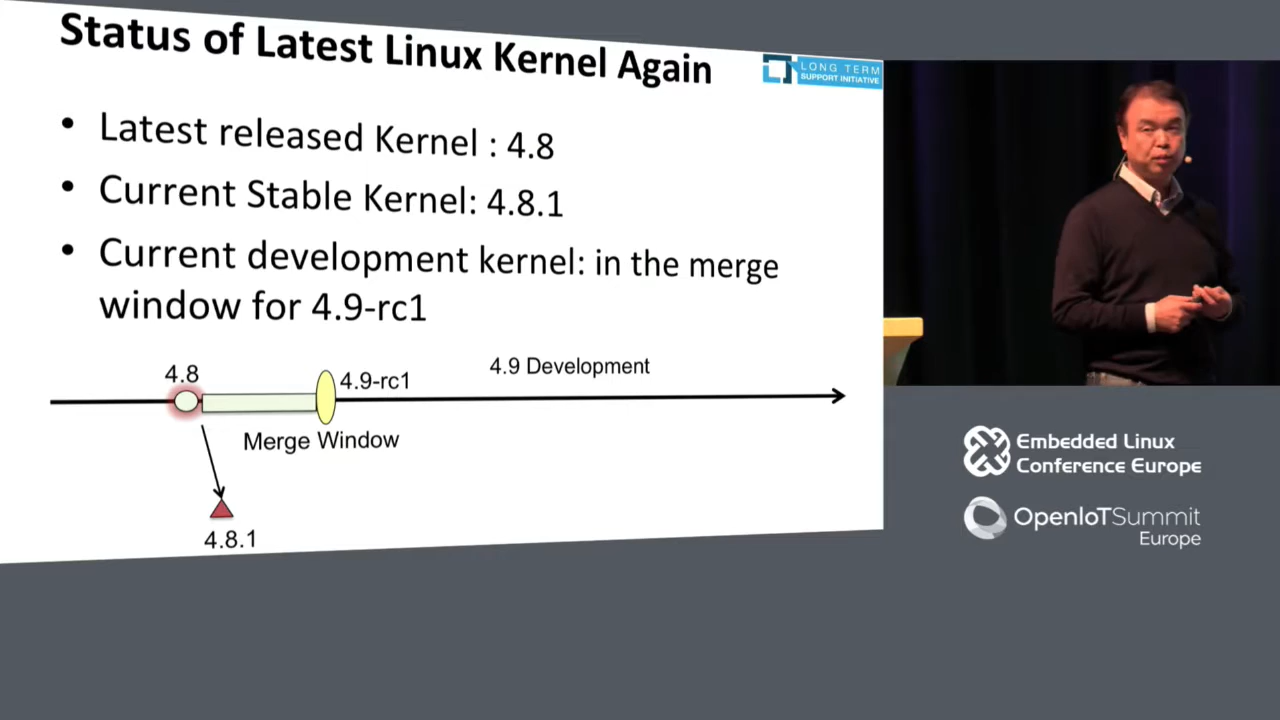 Status of Latest Linux Kernel Again
LONG TERM
SUPPORT INITIATIVE
• Latest released Kernel : 4.8
• Current Stable Kernel: 4.8.1
• Current development kernel: in the merge
window for 4.9-rc1
4.8
4.9-rc1
4.9 Development
Merge Window
4.8.1
Embedded Linux
Conference Europe
OpenIoTSummit
Europe